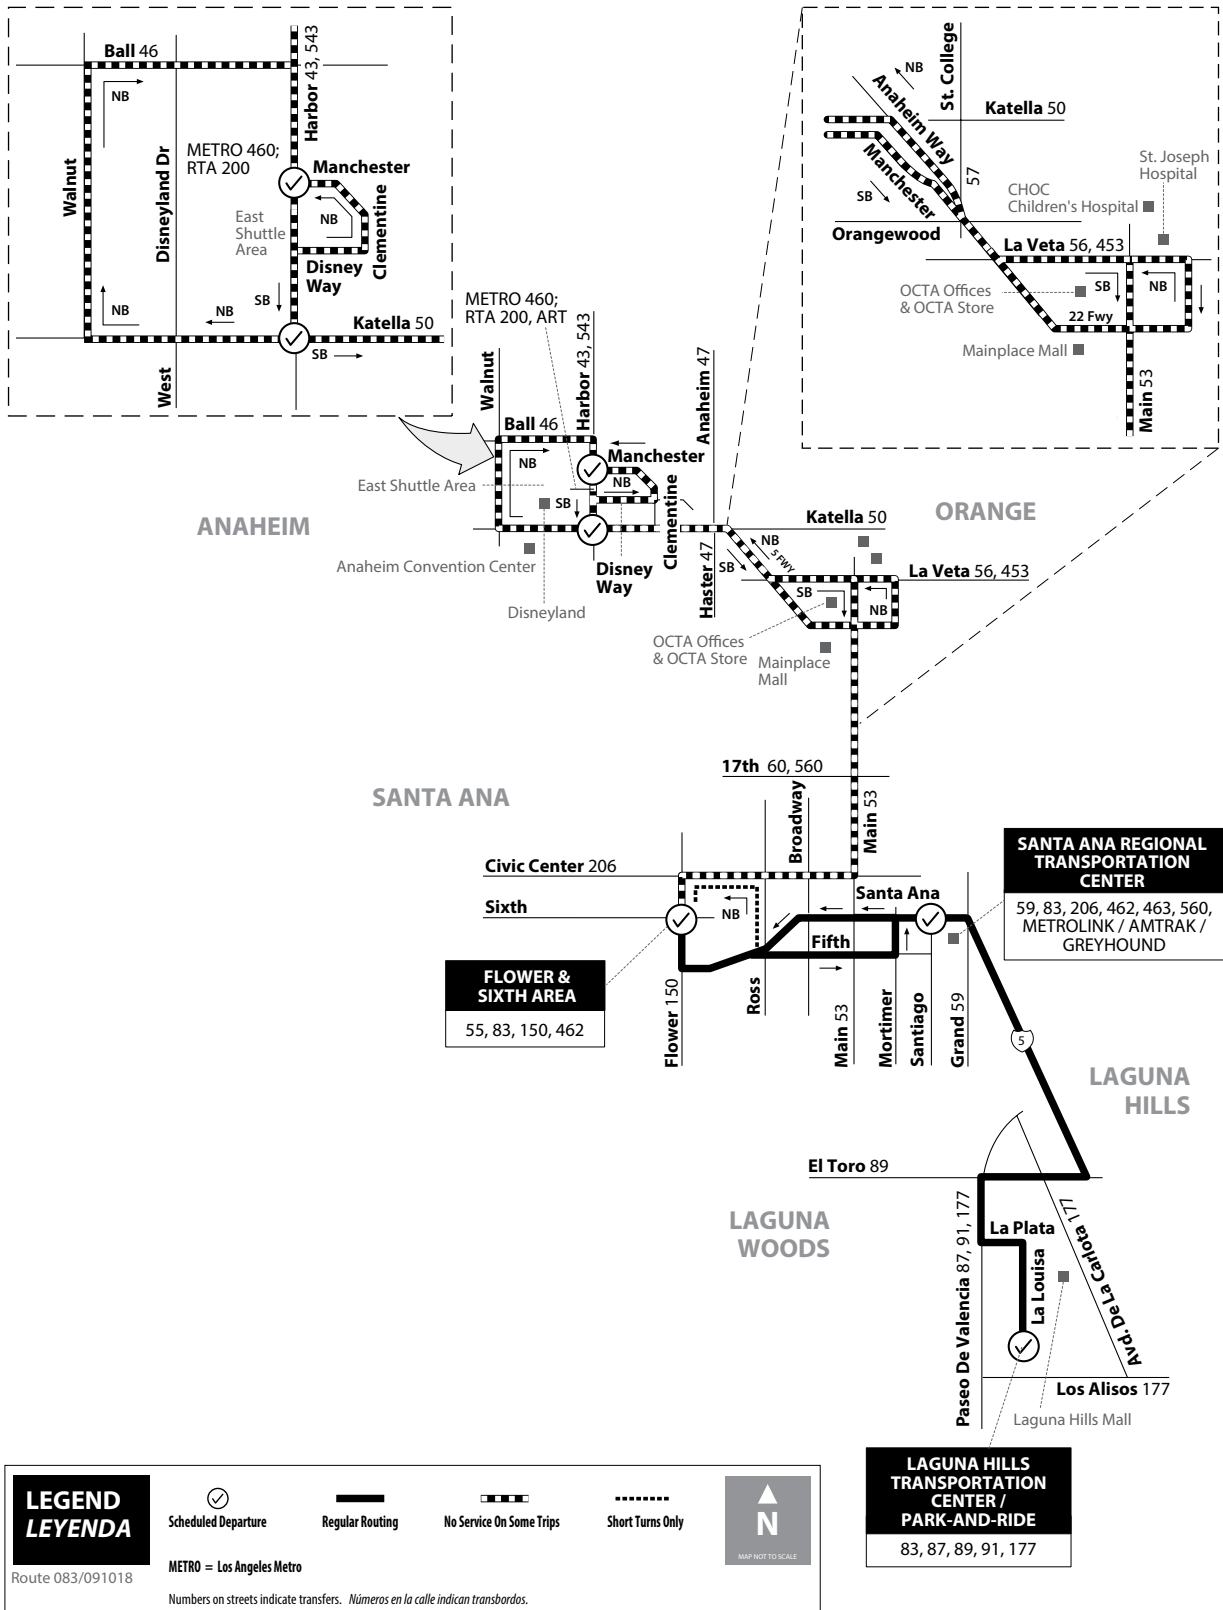 Ball 46
Harbor 43, 543
NB
METRO 460;
RTA 200
Manchester
Walnut
Disneyland Dr
East
Shuttle
Area
NB
Clementine
Disney
Way
SB
NB
NB
Katella 50
SB
West
St. College
NB
Anaheim Way
Katella 50
Manchester
57
St. Joseph
Hospital
SB
CHOC
Children's Hospital
Orangewood
La Veta 56, 453
OCTA Offices
& OCTA Store
SB
NB
22 Fwy
Mainplace Mall
Main 53
METRO 460;
RTA 200, ART
Walnut
Harbor 43, 543
Anaheim 47
Ball 46
Manchester
NB
NB
East Shuttle Area
SB
Clementine
ANAHEIM
Katella 50
ORANGE
Anaheim Convention Center
Disney
Way
Haster 47
NB
5 FWY
SB
La Veta 56, 453
Disneyland
SB
NB
OCTA Offices
& OCTA Store
Mainplace
Mall
17th 60, 560
SANTA ANA
Broadway
Main 53
Civic Center 206
Santa Ana
Sixth
NB
Fifth
SANTA ANA REGIONAL
TRANSPORTATION
CENTER
59, 83, 206, 462, 463, 560,
METROLINK / AMTRAK /
GREYHOUND
FLOWER &
SIXTH AREA
55, 83, 150, 462
Flower 150
Ross
Main 53
Mortimer
Santiago
Grand 59
5
LAGUNA
HILLS
El Toro 89
LAGUNA
WOODS
Paseo De Valencia 87, 91, 177
La Plata
La Louisa
Avd. De La Carlota 177
Los Alisos 177
Laguna Hills Mall
LAGUNA HILLS
TRANSPORTATION
CENTER /
PARK-AND-RIDE
83, 87, 89, 91, 177
LEGEND
LEYENDA
Route 083/091018
Scheduled Departure
Regular Routing
No Service On Some Trips
Short Turns Only
N
MAP NOT TO SCALE
METRO = Los Angeles Metro
Numbers on streets indicate transfers. Números en la calle indican transbordos.